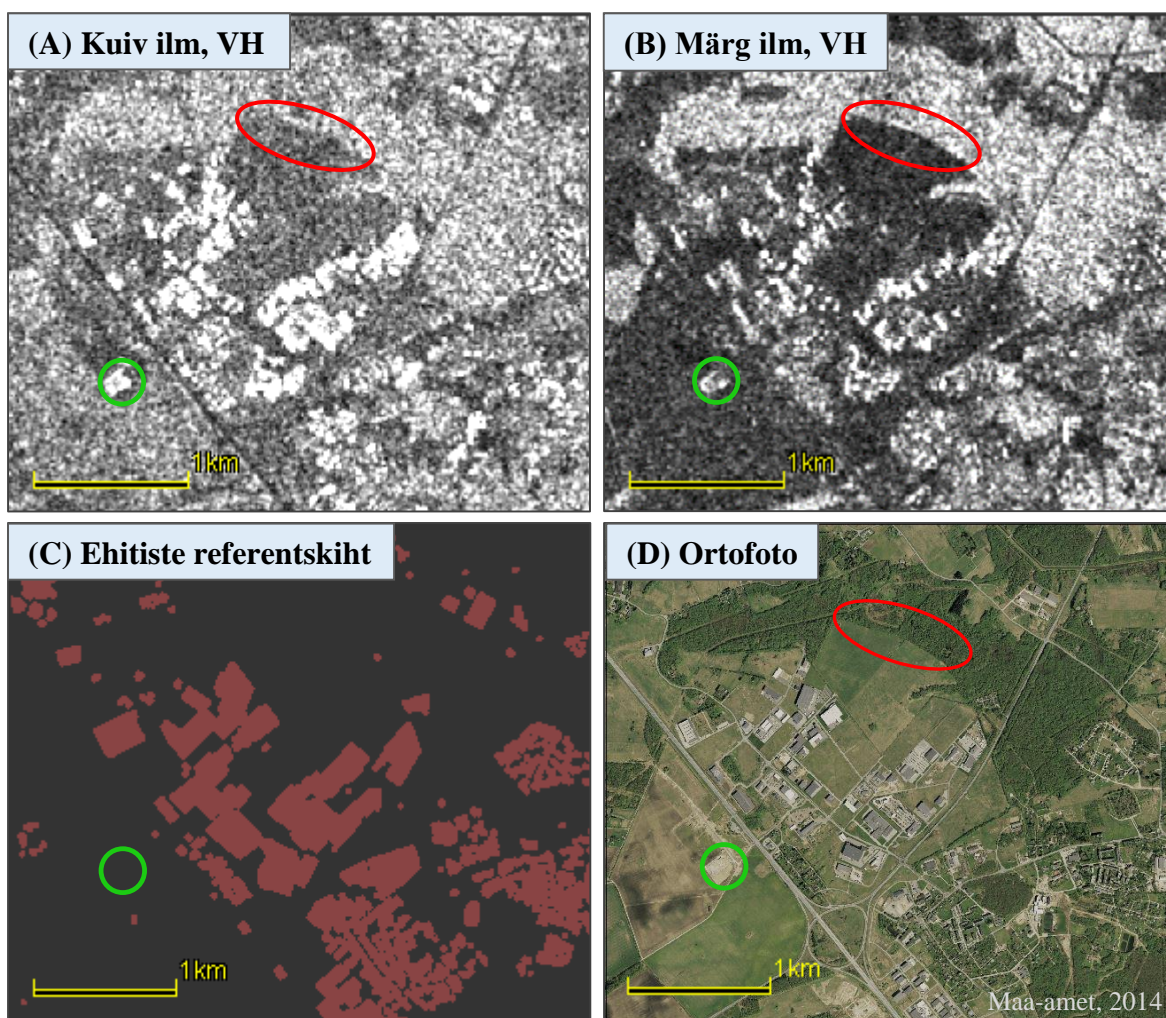 (A) Kuiv ilm, VH
(B) Märg ilm, VH
1km
1km
(C) Ehitiste referentskiht
(D) Ortofoto
1km
1km
Maa-amet, 2014